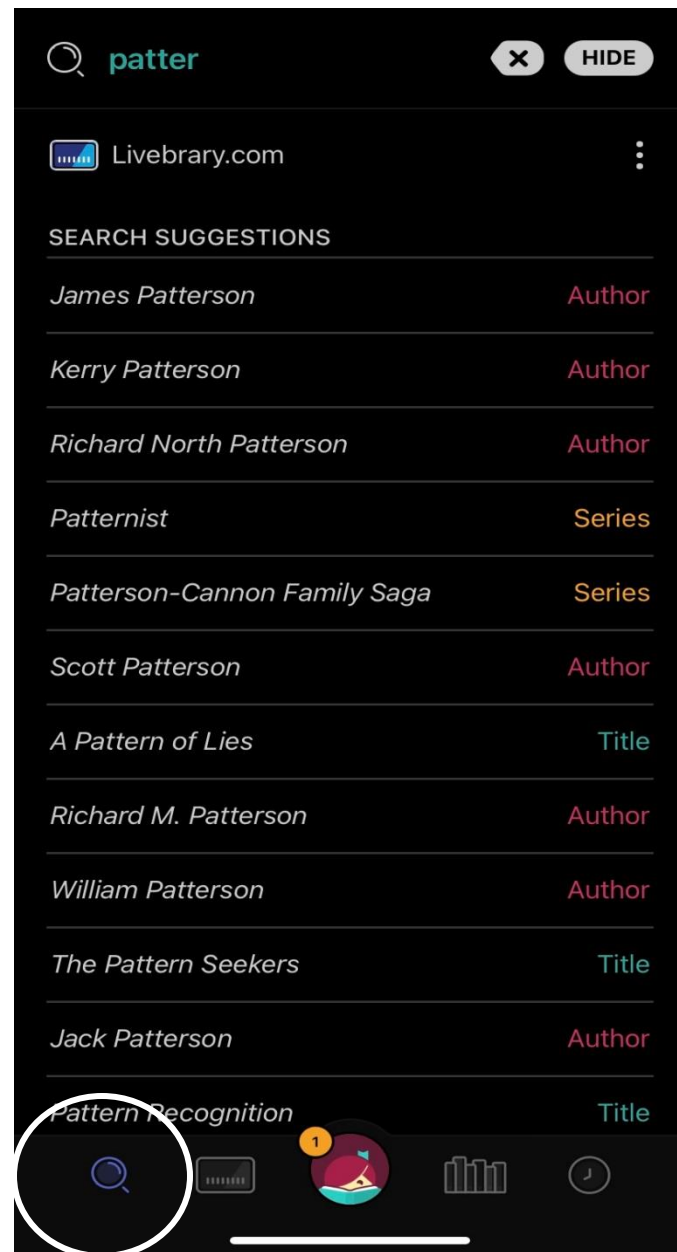 patter
HIDE
Livebrary.com
SEARCH SUGGESTIONS
James Patterson Author
Kerry Patterson Author
Richard North Patterson Author
Patternist Series
Patterson-Cannon Family Saga Series
Scott Patterson Author
A Pattern of Lies Title
Richard M. Patterson Author
William Patterson Author
The Pattern Seekers Title
Jack Patterson Author
Pattern Recognition Title
1